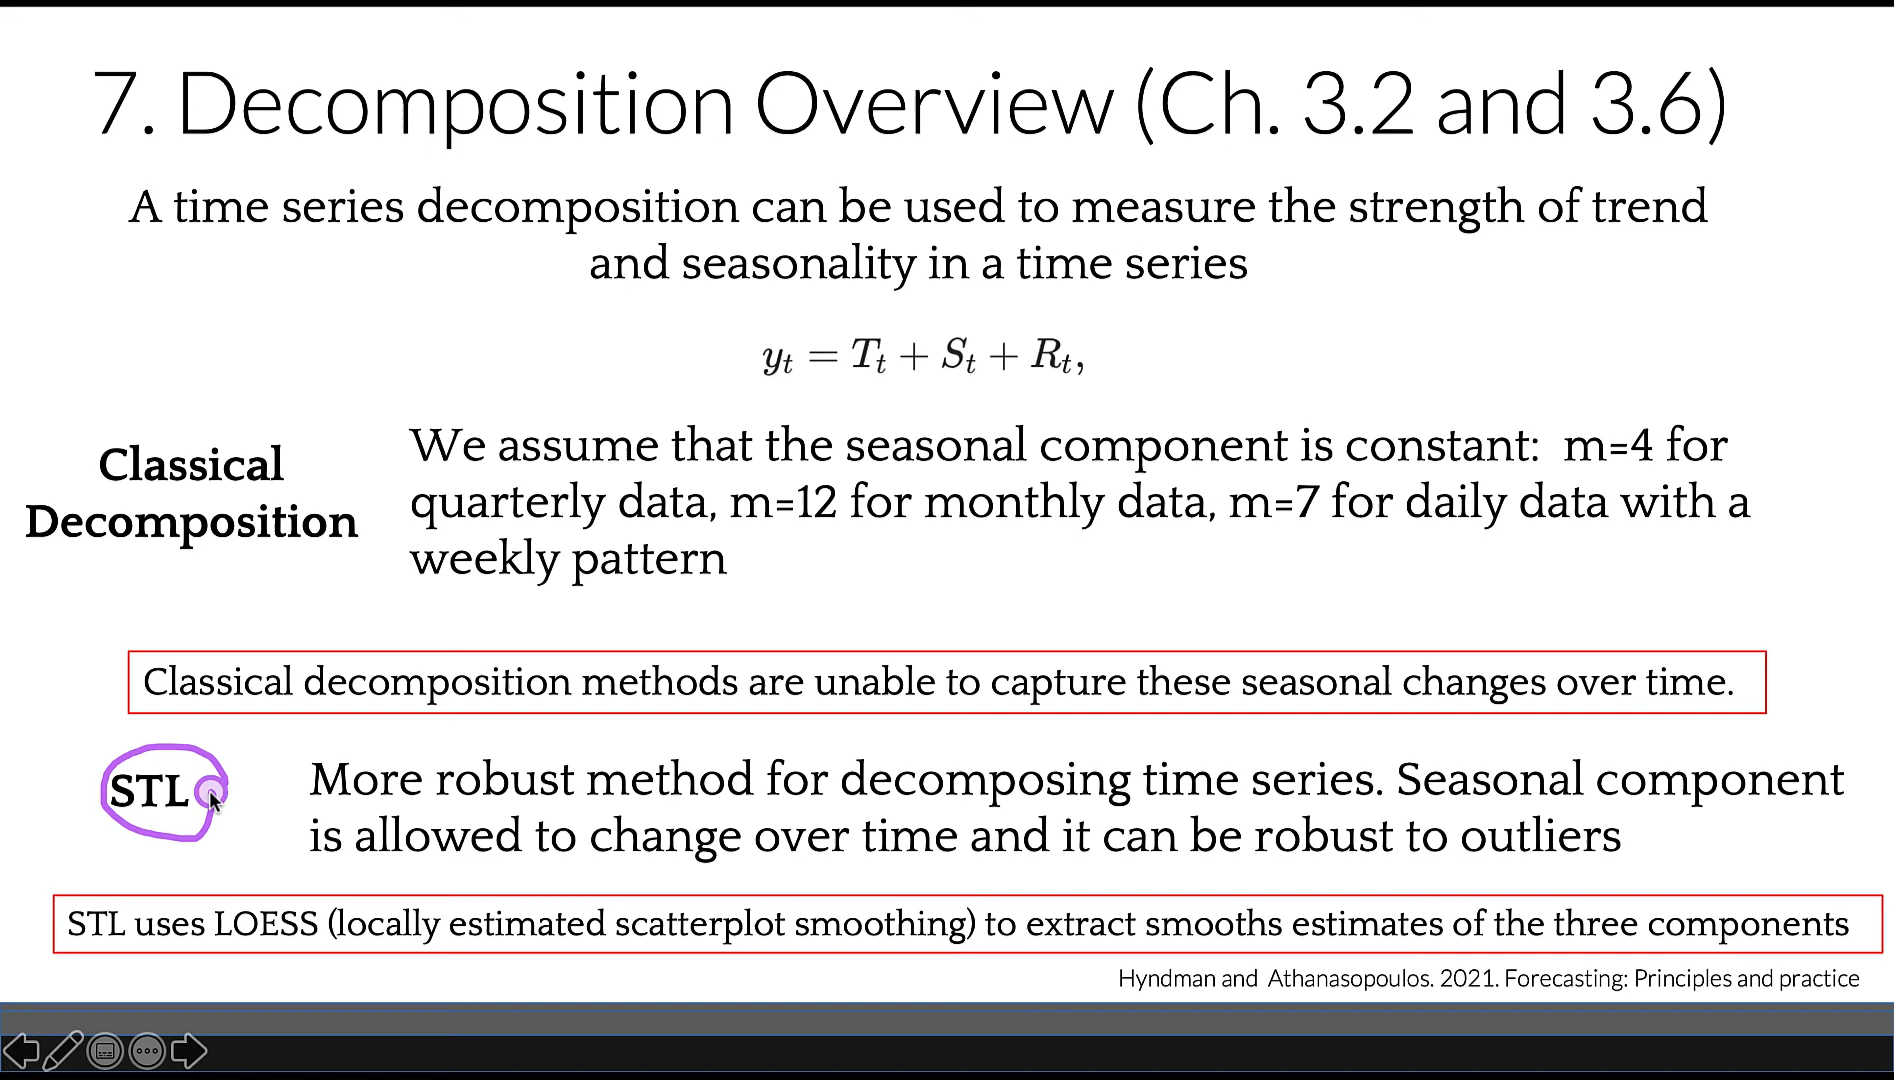 7. Decomposition Overview (Ch. 3.2 and 3.6)
A time series decomposition can be used to measure the strength of trend
and seasonality in a time series
y_t = T_t + S_t + R_t,
Classical
Decomposition
We assume that the seasonal component is constant: m=4 for
quarterly data, m=12 for monthly data, m=7 for daily data with a
weekly pattern
Classical decomposition methods are unable to capture these seasonal changes over time.
STL
More robust method for decomposing time series. Seasonal component
is allowed to change over time and it can be robust to outliers
STL uses LOESS (locally estimated scatterplot smoothing) to extract smooths estimates of the three components
Hyndman and Athanasopoulos. 2021. Forecasting: Principles and practice